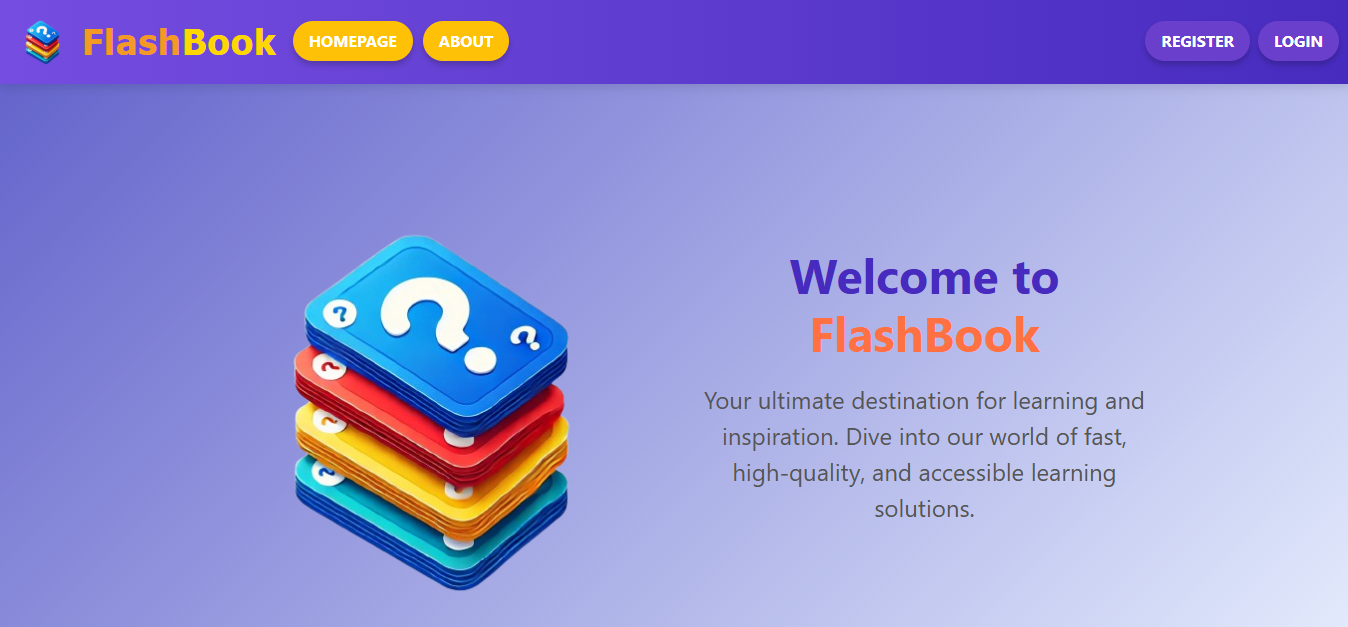 FlashBook HOMEPAGE ABOUT REGISTER LOGIN
Welcome to
FlashBook
Your ultimate destination for learning and
inspiration. Dive into our world of fast,
high-quality, and accessible learning
solutions.
? ? ?
?
?
?